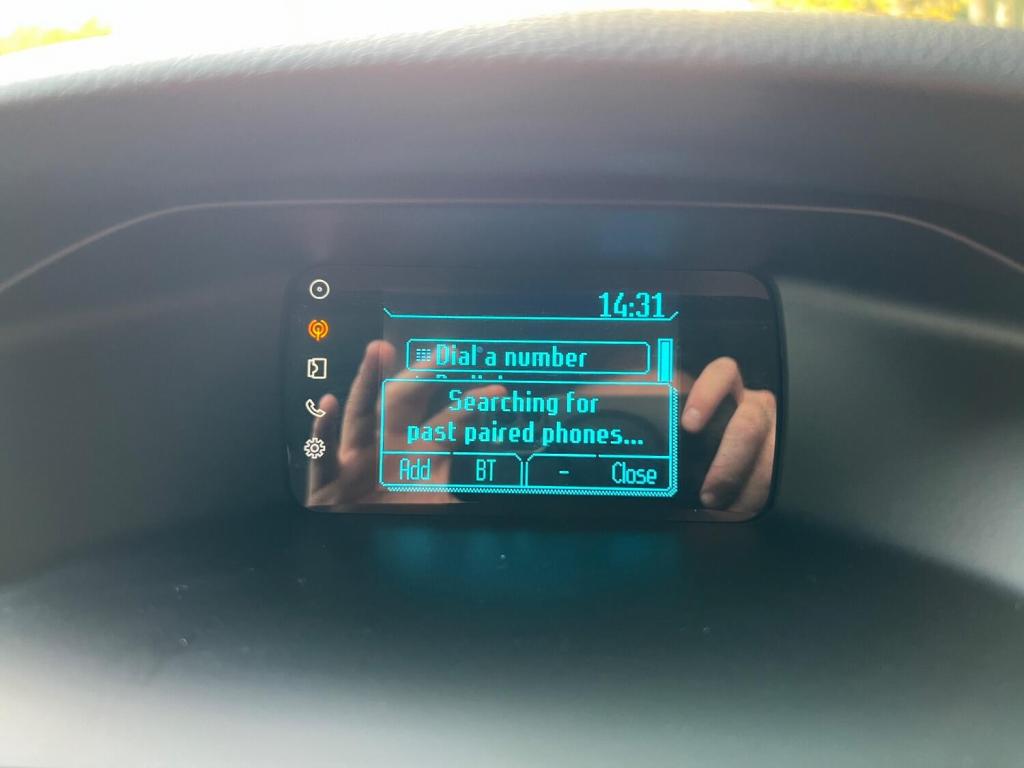 14:31
Dial a number
Searching for
past paired phones...
Add BT - Close